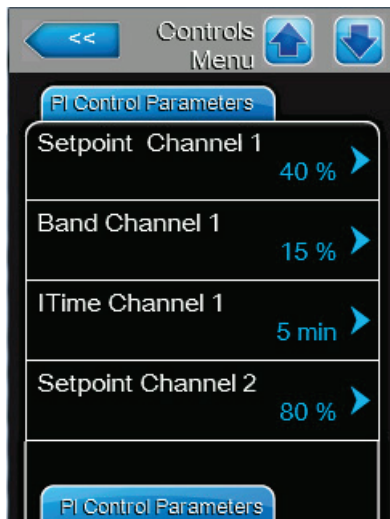 <<
Controls
Menu
PI Control Parameters
Setpoint  Channel 1
40 %
Band Channel 1
15 %
ITime Channel 1
5 min
Setpoint Channel 2
80 %
PI Control Parameters